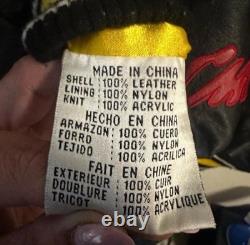 MADE IN CHINA
SHELL 100% LEATHER
LINING 100% NYLON
KNIT 100% ACRYLIC
HECHO EN CHINA
ARMAZON 100% CUERO
FORRO 100% NYLON
TEJIDO 100% ACRILICA
FAIT EN CHINE
EXTERIEUR 100% CUIR
DOUBLURE 100% NYLON
TRICOT 100% ACRYLIQUE